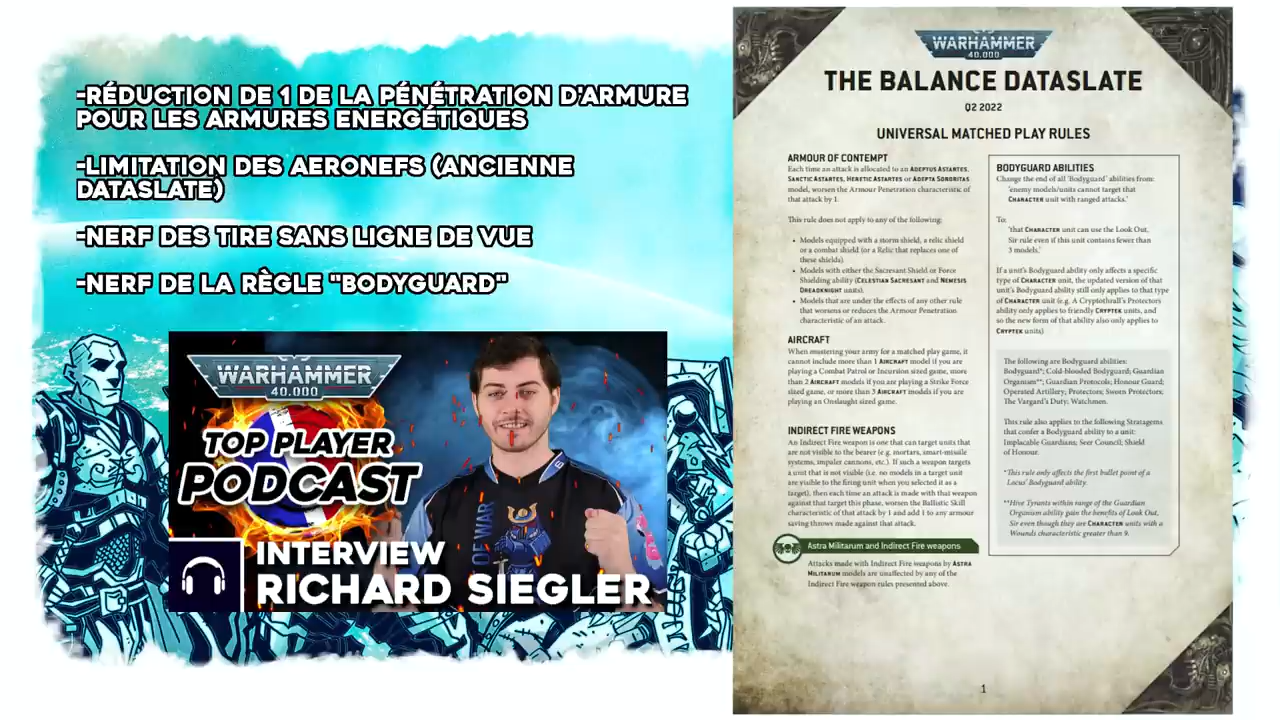 -RÉDUCTION DE 1 DE LA PÉNÉTRATION D'ARMURE
POUR LES ARMURES ENERGÉTIQUES
-LIMITATION DES AERONEFS (ANCIENNE
DATASLATE)
-NERF DES TIRE SANS LIGNE DE VUE
-NERF DE LA RÈGLE "BODYGUARD"
WARHAMMER
40,000
TOP PLAYER
PODCAST
INTERVIEW
RICHARD SIEGLER
OF WAR
WARHAMMER
40,000
THE BALANCE DATASLATE
Q2 2022
UNIVERSAL MATCHED PLAY RULES
ARMOUR OF CONTEMPT
Each time an attack is allocated to an ADEPTUS ASTARTES,
SANCTIC ASTARTES, HERETIC ASTARTES or ADEPTA SORORITAS
model, worsen the Armour Penetration characteristic of
that attack by 1.
This rule does not apply to any of the following:
• Models equipped with a storm shield, a relic shield
or a combat shield (or a Relic that replaces one of
these shields).
• Models with either the Sacresant Shield or Force
Shielding ability (CELESTIAN SACRESANT and NEMESIS
DREADKNIGHT units).
• Models that are under the effects of any other rule
that worsens or reduces the Armour Penetration
characteristic of an attack.
AIRCRAFT
When mustering your army for a matched play game, it
cannot include more than 1 AIRCRAFT model if you are
playing a Combat Patrol or Incursion sized game, more
than 2 AIRCRAFT models if you are playing a Strike Force
sized game, or more than 3 AIRCRAFT models if you are
playing an Onslaught sized game.
INDIRECT FIRE WEAPONS
An Indirect Fire weapon is one that can target units that
are not visible to the bearer (e.g. mortars, smart-missile
systems, impaler cannons, etc.). If such a weapon targets
a unit that is not visible (i.e. no models in a target unit
are visible to the firing unit when you selected it as a
target), then each time an attack is made with that weapon
against that target this phase, worsen the Ballistic Skill
characteristic of that attack by 1 and add 1 to any armour
saving throws made against that attack.
Astra Militarum and Indirect Fire weapons
Attacks made with Indirect Fire weapons by ASTRA
MILITARUM models are unaffected by any of the
Indirect Fire weapon rules presented above.
BODYGUARD ABILITIES
Change the end of all 'Bodyguard' abilities from:
'enemy models/units cannot target that
CHARACTER unit with ranged attacks.'
To:
'that CHARACTER unit can use the Look Out,
Sir rule even if this unit contains fewer than
3 models.'
If a unit's Bodyguard ability only affects a specific
type of CHARACTER unit, the updated version of that
unit's Bodyguard ability still only applies to that type
of CHARACTER unit (e.g. A Cryptothrall's Protectors
ability only applies to friendly CRYPTEK units, and
so the new form of that ability also only applies to
CRYPTEK units)
The following are Bodyguard abilities:
Bodyguard*; Cold-blooded Bodyguard; Guardian
Organism**; Guardian Protocols; Honour Guard;
Operated Artillery; Protectors; Sworn Protectors;
The Vargard's Duty; Watchmen.
This rule also applies to the following Stratagems
that confer a Bodyguard ability to a unit:
Implacable Guardians; Seer Council; Shield
of Honour.
*This rule only affects the first bullet point of a
Locus' Bodyguard ability.
**Hive Tyrants within range of the Guardian
Organism ability gain the benefits of Look Out,
Sir even though they are CHARACTER units with a
Wounds characteristic greater than 9.
1